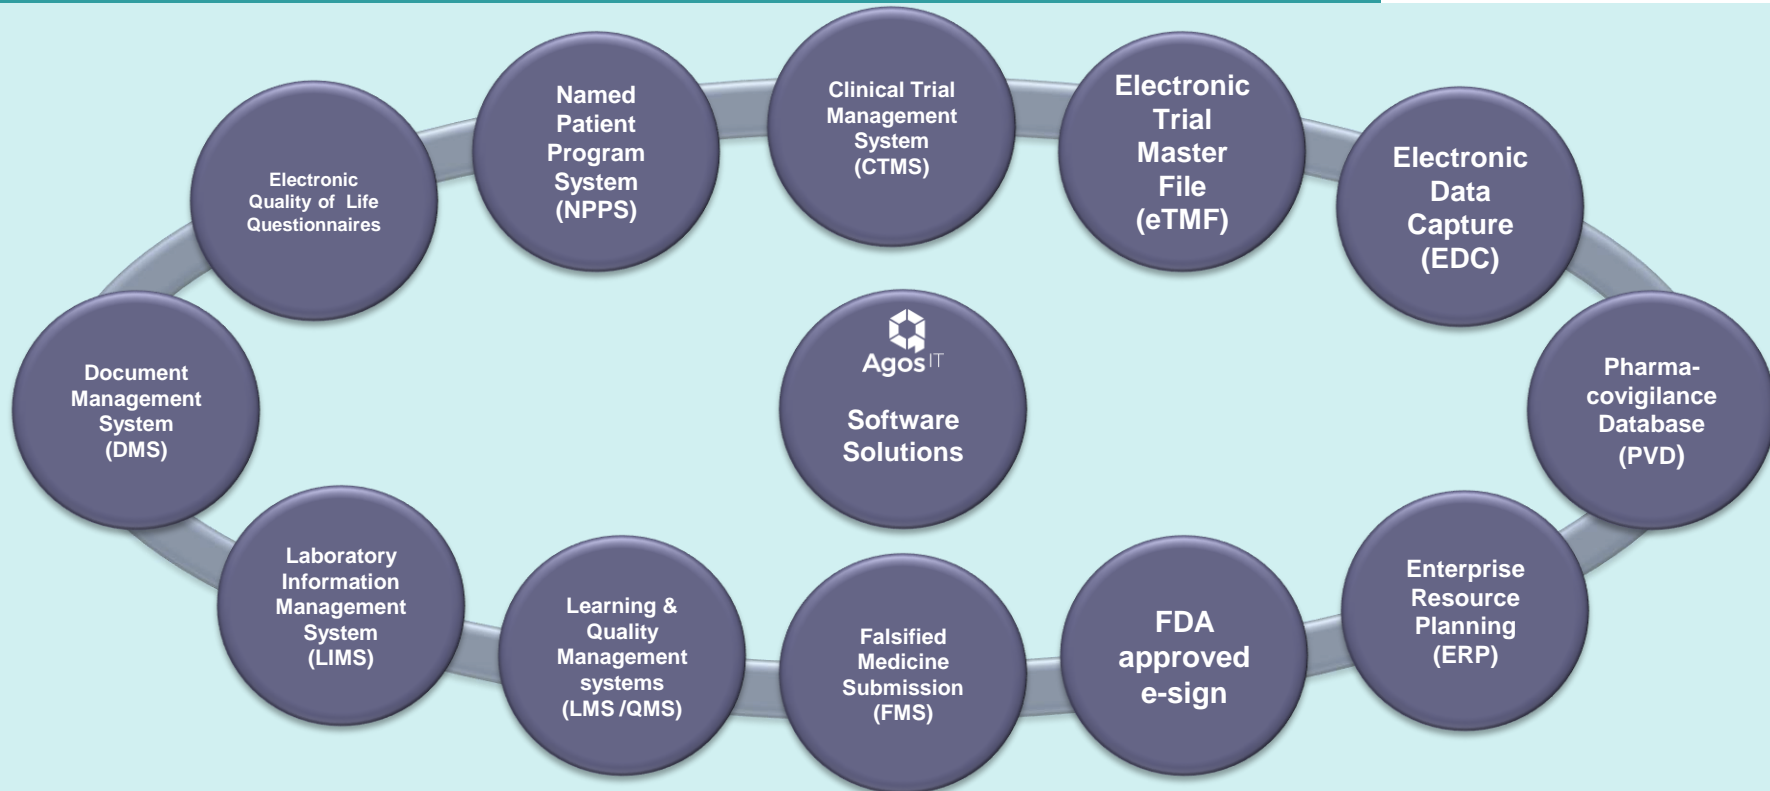 Electronic
Quality of Life
Questionnaires
Named
Patient
Program
System
(NPPS)
Clinical Trial
Management
System
(CTMS)
Electronic
Trial
Master
File
(eTMF)
Electronic
Data
Capture
(EDC)
Document
Management
System
(DMS)
Agos IT
Software
Solutions
Pharma-
covigilance
Database
(PVD)
Laboratory
Information
Management
System
(LIMS)
Learning &
Quality
Management
systems
(LMS /QMS)
Falsified
Medicine
Submission
(FMS)
FDA
approved
e-sign
Enterprise
Resource
Planning
(ERP)